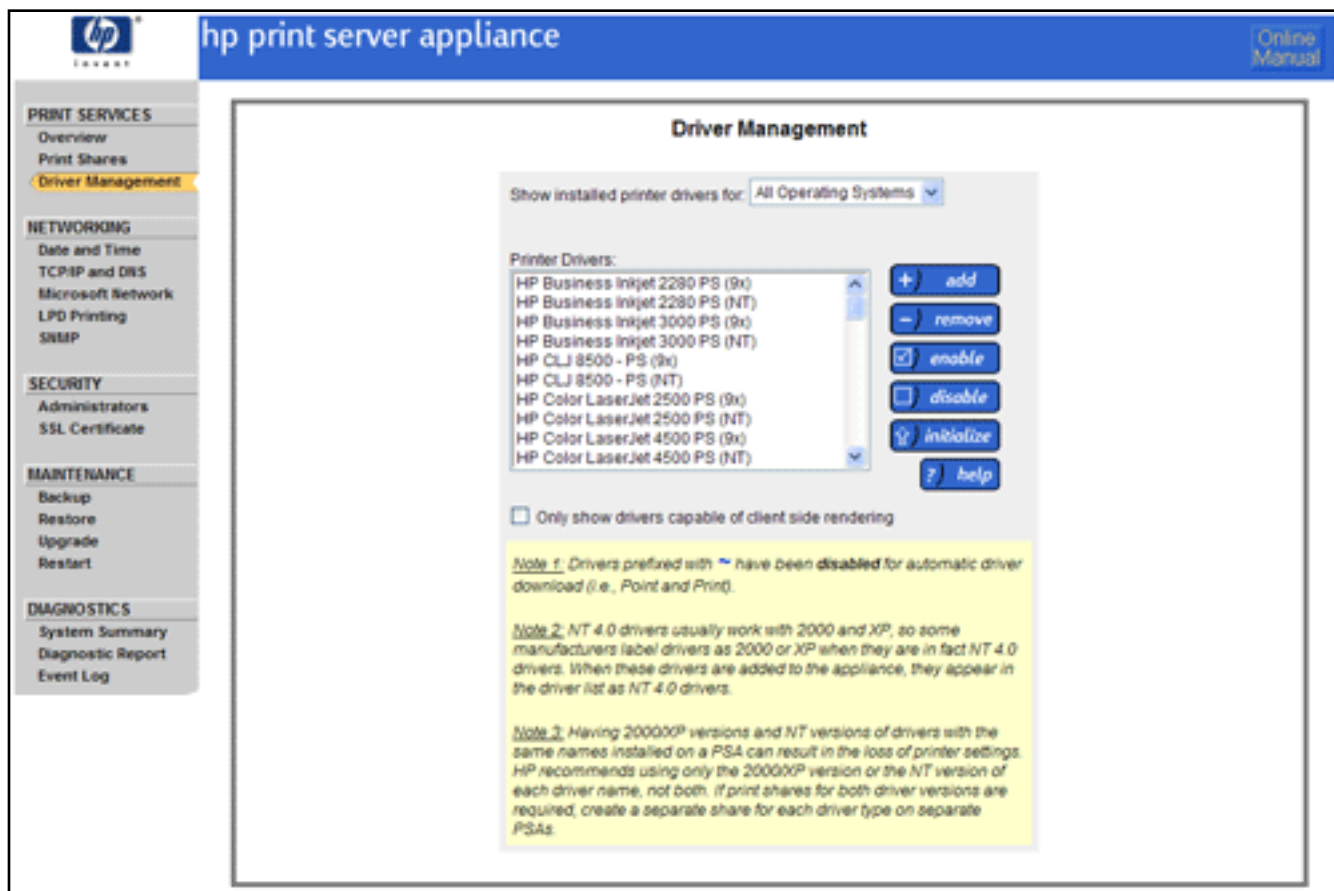 hp
invent
hp print server appliance
Online
Manual
PRINT SERVICES
Overview
Print Shares
Driver Management
NETWORKING
Date and Time
TCP/IP and DNS
Microsoft Network
LPD Printing
SNMP
SECURITY
Administrators
SSL Certificate
MAINTENANCE
Backup
Restore
Upgrade
Restart
DIAGNOSTICS
System Summary
Diagnostic Report
Event Log
Driver Management
Show installed printer drivers for: All Operating Systems
Printer Drivers:
HP Business Inkjet 2280 PS (9x)
HP Business Inkjet 2280 PS (NT)
HP Business Inkjet 3000 PS (9x)
HP Business Inkjet 3000 PS (NT)
HP CLJ 8500 - PS (9x)
HP CLJ 8500 - PS (NT)
HP Color LaserJet 2500 PS (9x)
HP Color LaserJet 2500 PS (NT)
HP Color LaserJet 4500 PS (9x)
HP Color LaserJet 4500 PS (NT)
+ add
- remove
enable
disable
initialize
? help
Only show drivers capable of client side rendering
Note 1: Drivers prefixed with ~ have been disabled for automatic driver
download (i.e., Point and Print).
Note 2: NT 4.0 drivers usually work with 2000 and XP, so some
manufacturers label drivers as 2000 or XP when they are in fact NT 4.0
drivers. When these drivers are added to the appliance, they appear in
the driver list as NT 4.0 drivers.
Note 3: Having 2000/XP versions and NT versions of drivers with the
same names installed on a PSA can result in the loss of printer settings.
HP recommends using only the 2000/XP version or the NT version of
each driver name, not both. If print shares for both driver versions are
required, create a separate share for each driver type on separate
PSAs.